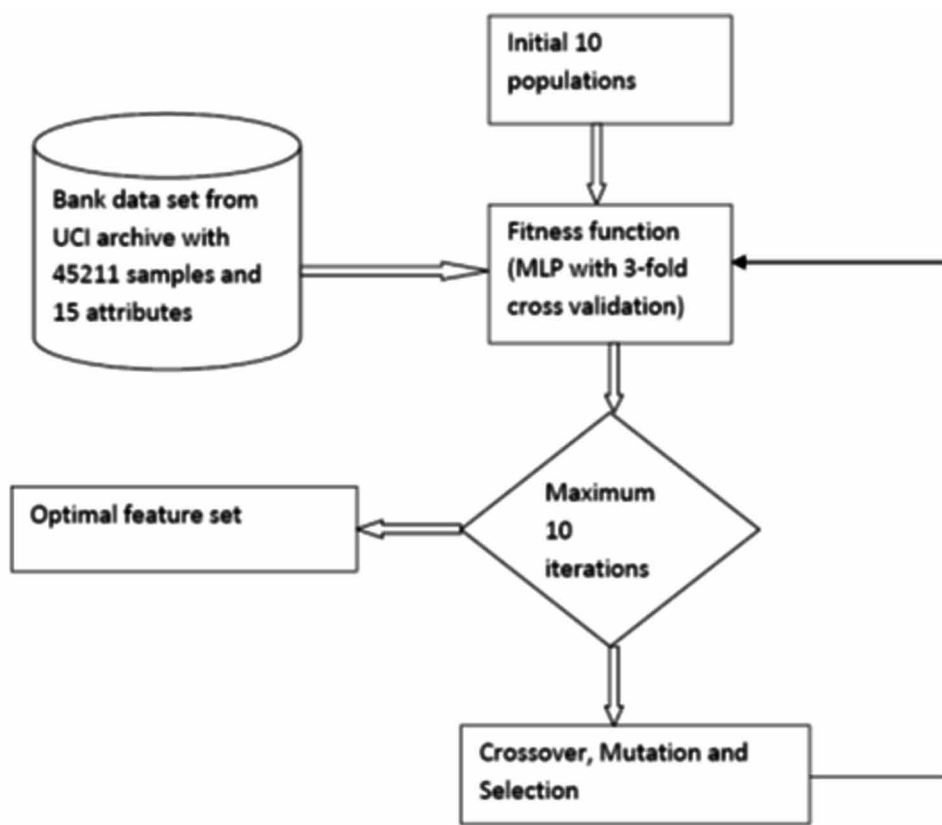 Initial 10
populations
Bank data set from
UCI archive with
45211 samples and
15 attributes
Fitness function
(MLP with 3-fold
cross validation)
Maximum
10
iterations
Optimal feature set
Crossover, Mutation and
Selection